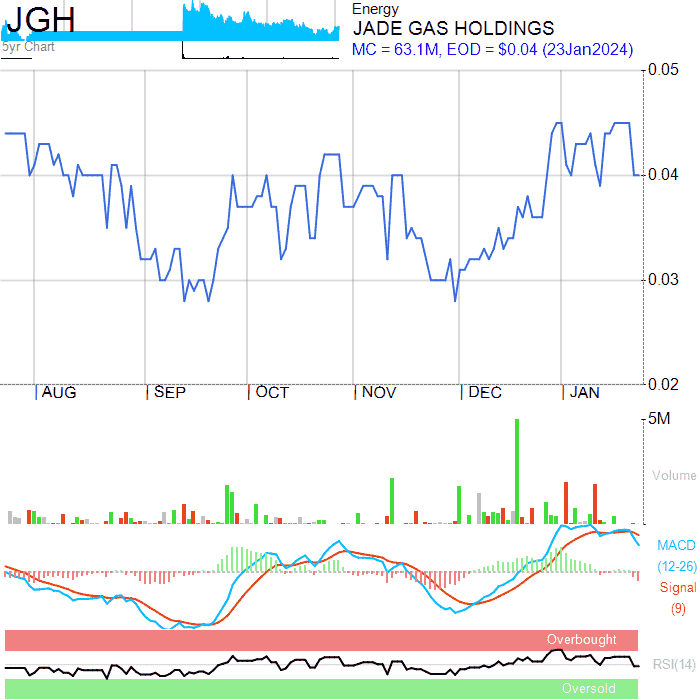 JGH
5yr Chart
Energy
JADE GAS HOLDINGS
MC = 63.1M, EOD = $0.04 (23Jan2024)
0.05
0.04
0.03
0.02
AUG SEP OCT NOV DEC JAN
5M
Volume
MACD
(12-26)
Signal
(9)
Overbought
RSI(14)
Oversold